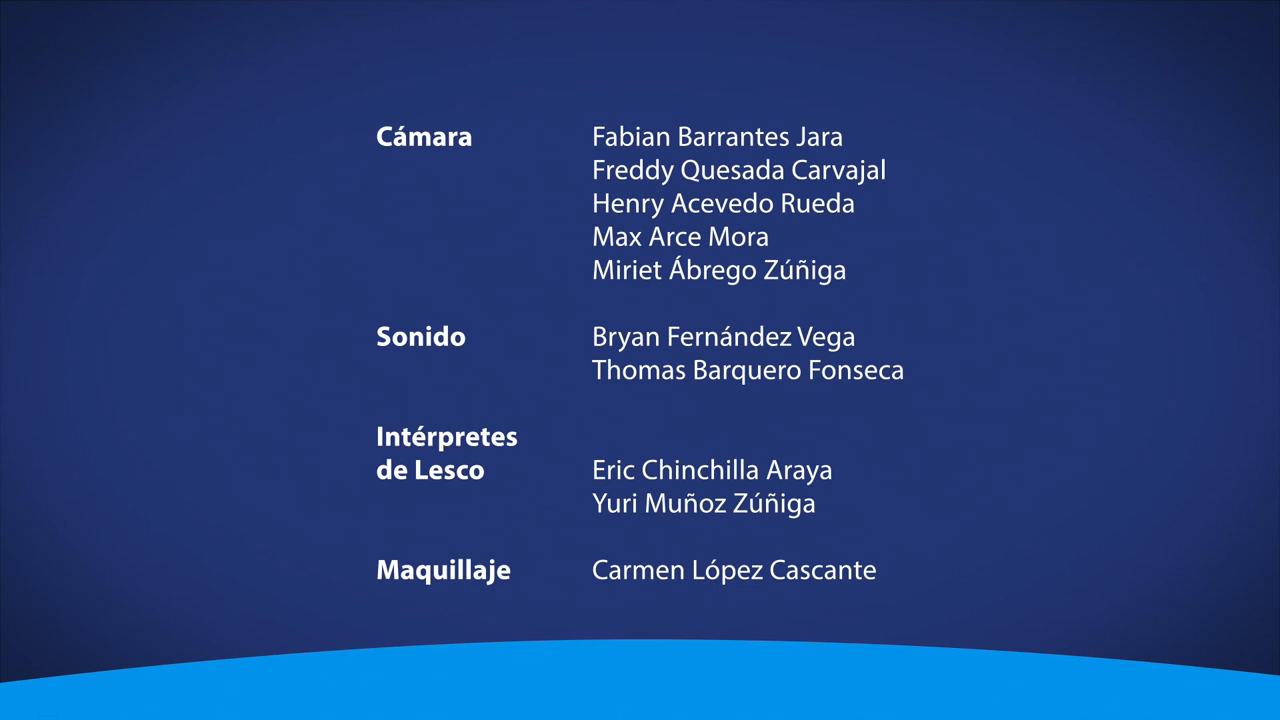 Cámara Fabian Barrantes Jara
Freddy Quesada Carvajal
Henry Acevedo Rueda
Max Arce Mora
Miriet Ábrego Zúñiga
Sonido Bryan Fernández Vega
Thomas Barquero Fonseca
Intérpretes
de Lesco Eric Chinchilla Araya
Yuri Muñoz Zúñiga
Maquillaje Carmen López Cascante